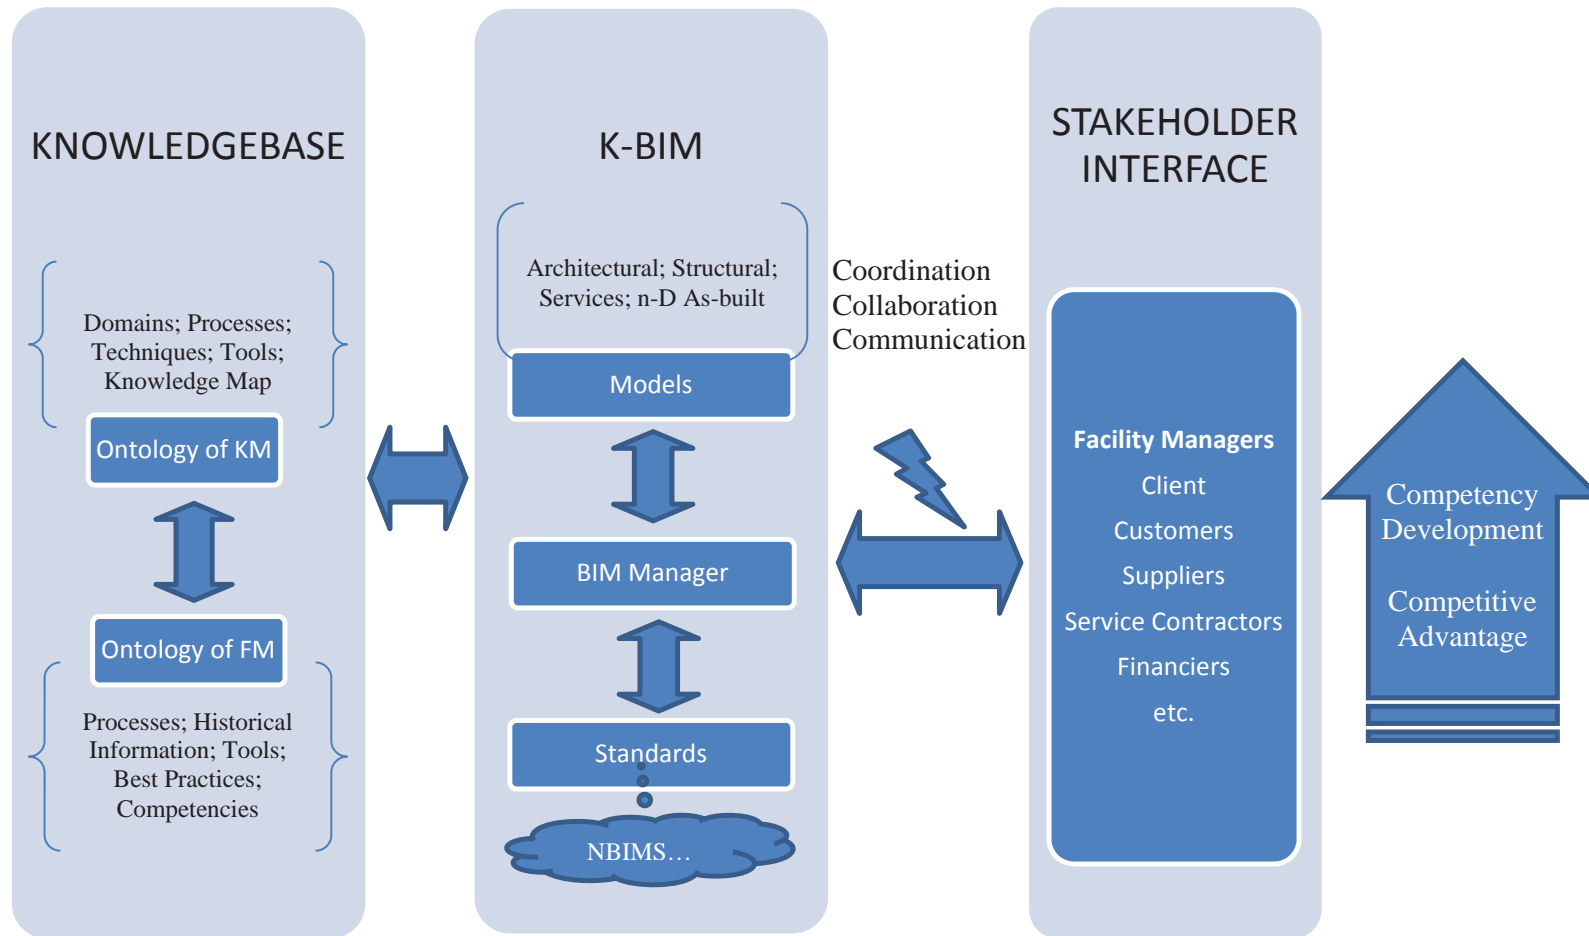 KNOWLEDGEBASE
Domains; Processes;
Techniques; Tools;
Knowledge Map
Ontology of KM
Ontology of FM
Processes; Historical
Information; Tools;
Best Practices;
Competencies
K-BIM
Architectural; Structural;
Services; n-D As-built
Models
BIM Manager
Standards
NBIMS…
Coordination
Collaboration
Communication
STAKEHOLDER
INTERFACE
Facility Managers
Client
Customers
Suppliers
Service Contractors
Financiers
etc.
Competency
Development
Competitive
Advantage